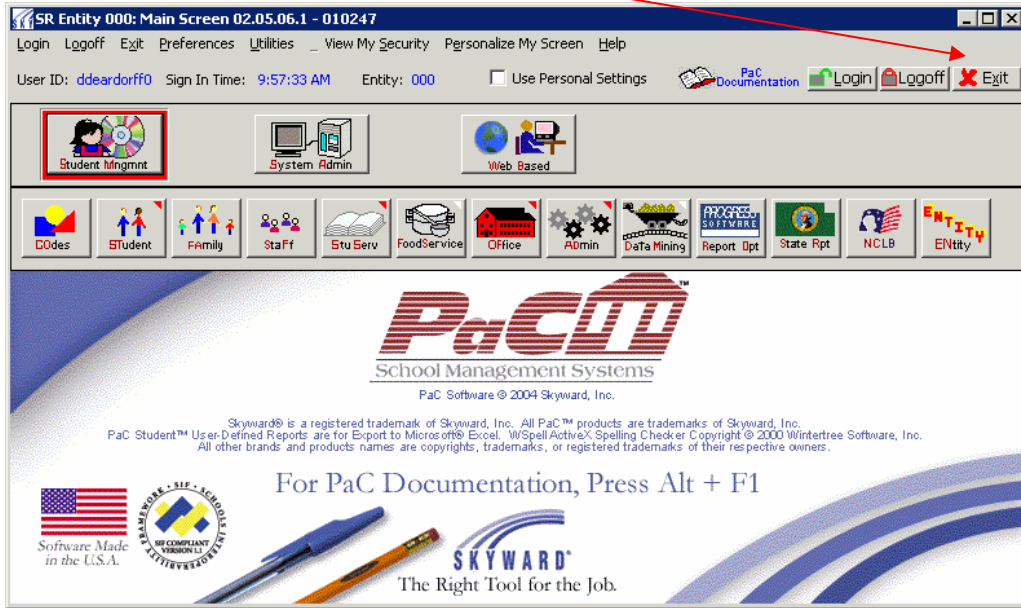 SKY SR Entity 000: Main Screen 02.05.06.1 - 010247
Login Logoff Exit Preferences Utilities _ View My Security Personalize My Screen Help
User ID: ddeardorff0 Sign In Time: 9:57:33 AM Entity: 000 Use Personal Settings PaC Documentation Login Logoff Exit
Student Mngmnt System Admin Web Based
PROGRESS SOFTWARE ENTITY
COdes STudent FAmily StaFf Stu Serv FoodService OFfice ADmin DaTa Mining Report Opt State Rpt NCLB ENtity
PaC™
School Management Systems
PaC Software © 2004 Skyward, Inc.
Skyward® is a registered trademark of Skyward, Inc. All PaC™ products are trademarks of Skyward, Inc.
PaC Student™ User-Defined Reports are for Export to Microsoft® Excel. WSpell ActiveX Spelling Checker Copyright © 2000 Wintertree Software, Inc.
All other brands and products names are copyrights, trademarks, or registered trademarks of their respective owners.
For PaC Documentation, Press Alt + F1
Software Made
in the U.S.A.
SIF · SCHOOLS INTEROPERABILITY FRAMEWORK ·
SIF COMPLIANT
VERSION 1.1
SKYWARD®
The Right Tool for the Job.